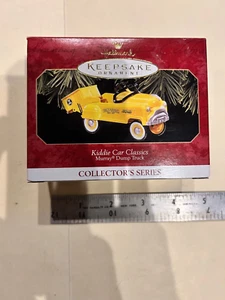 Hallmark
KEEPSAKE
ORNAMENT
Kiddie Car Classics
Murray® Dump Truck
COLLECTOR'S SERIES